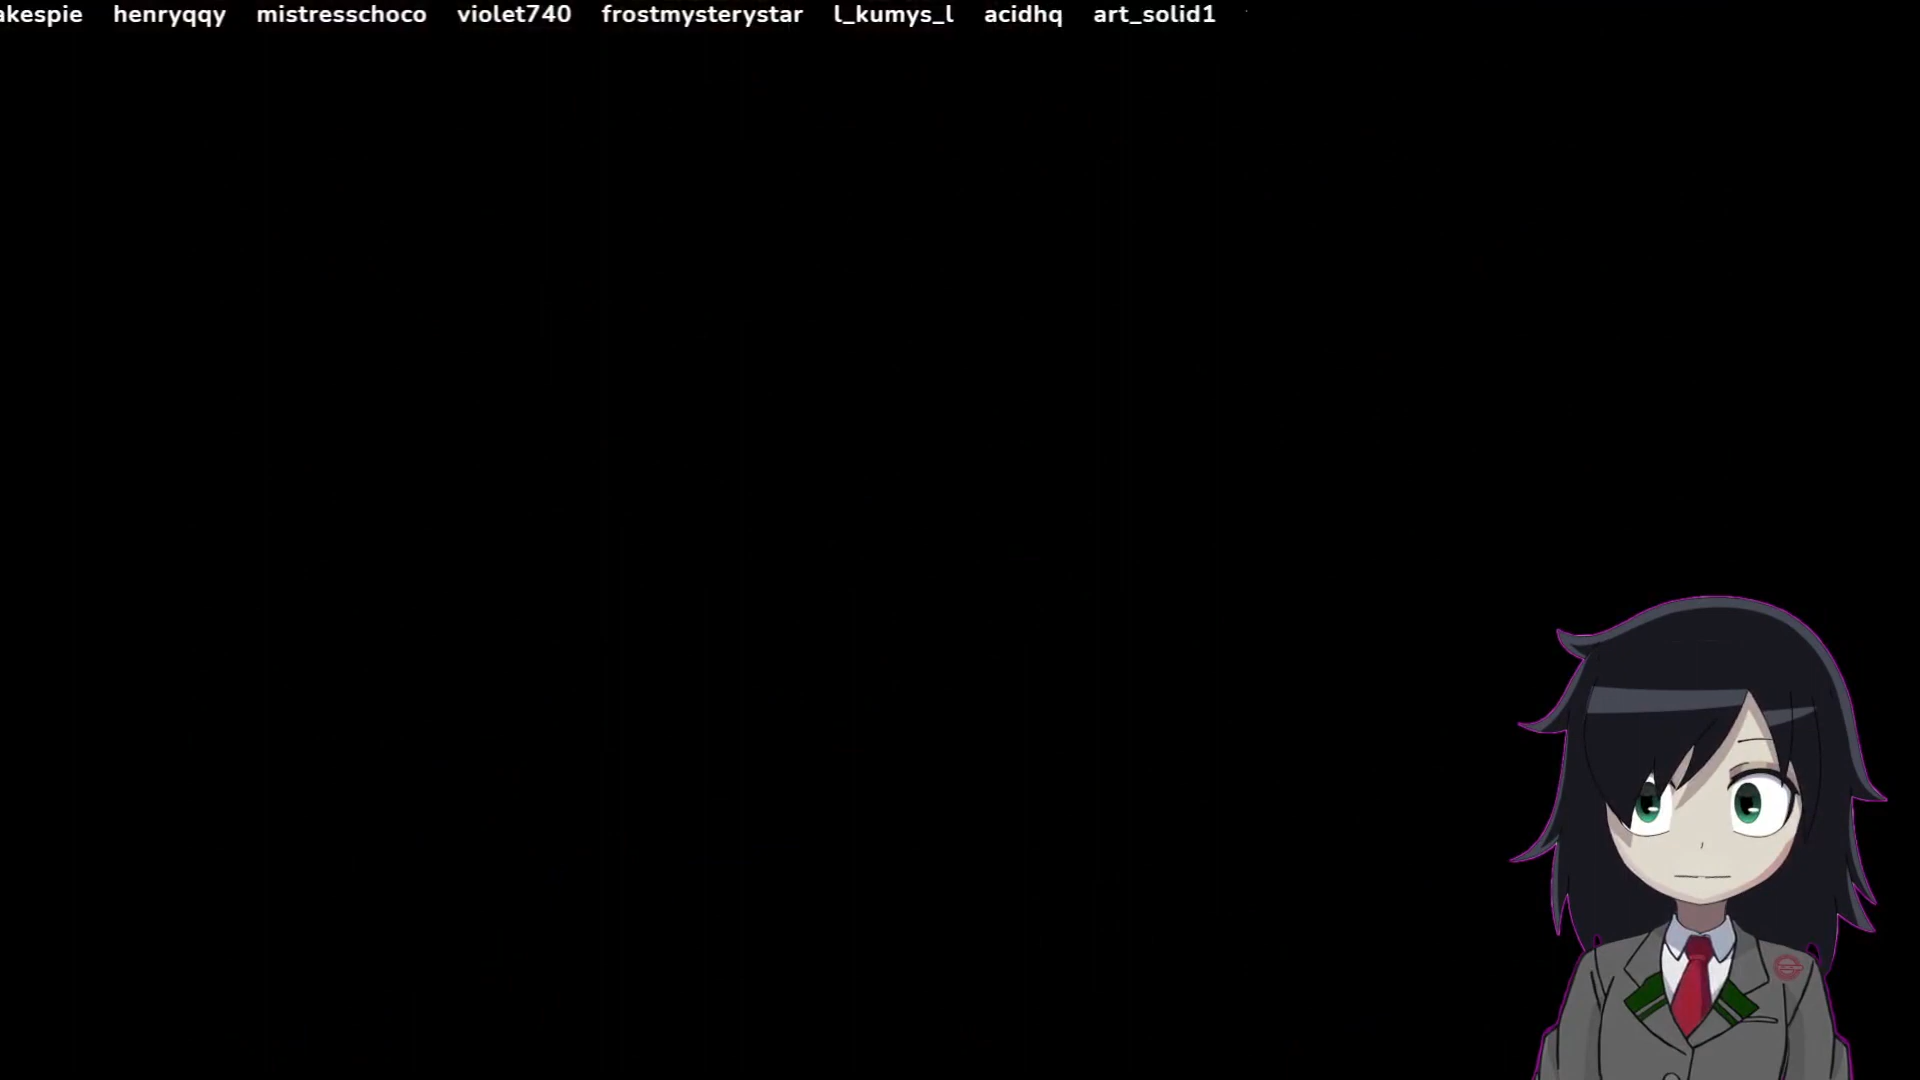 akespie henryqqy mistresschoco violet740 frostmysterystar l_kumys_l acidhq art_solid1